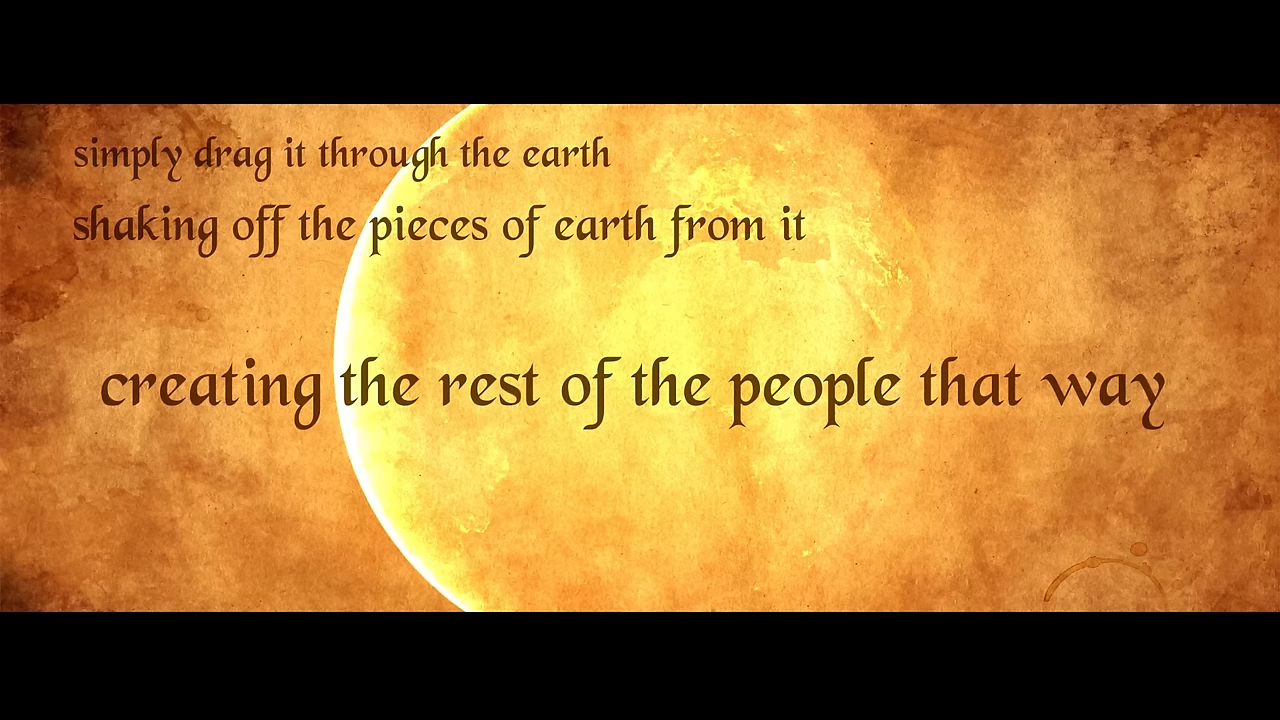 simply drag it through the earth
shaking off the pieces of earth from it
creating the rest of the people that way